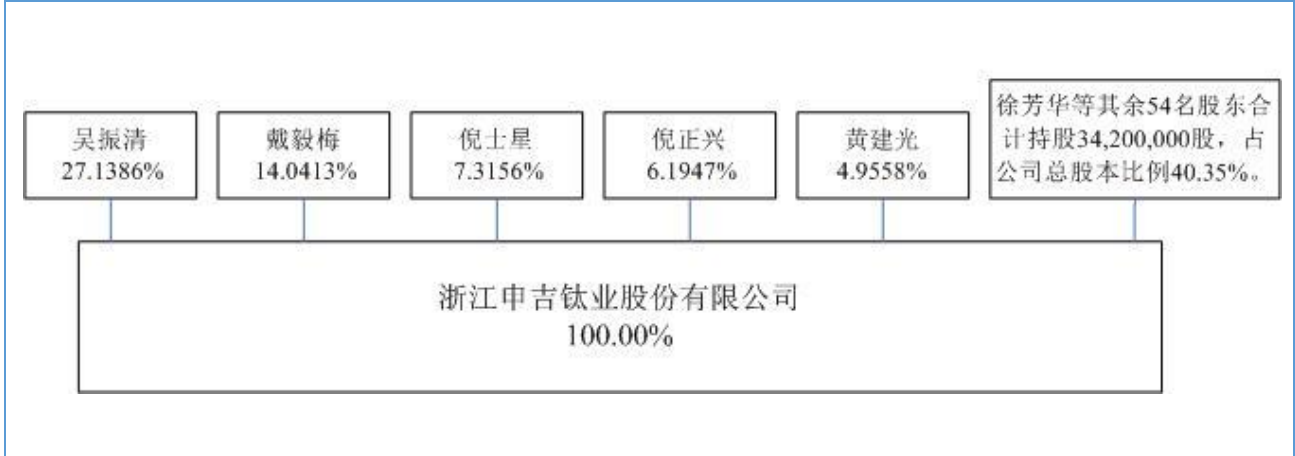 吴振清
27.1386%
戴毅梅
14.0413%
倪士星
7.3156%
倪正兴
6.1947%
黄建光
4.9558%
徐芳华等其余54名股东合
计持股34,200,000股，占
公司总股本比例40.35%。
浙江申吉钛业股份有限公司
100.00%